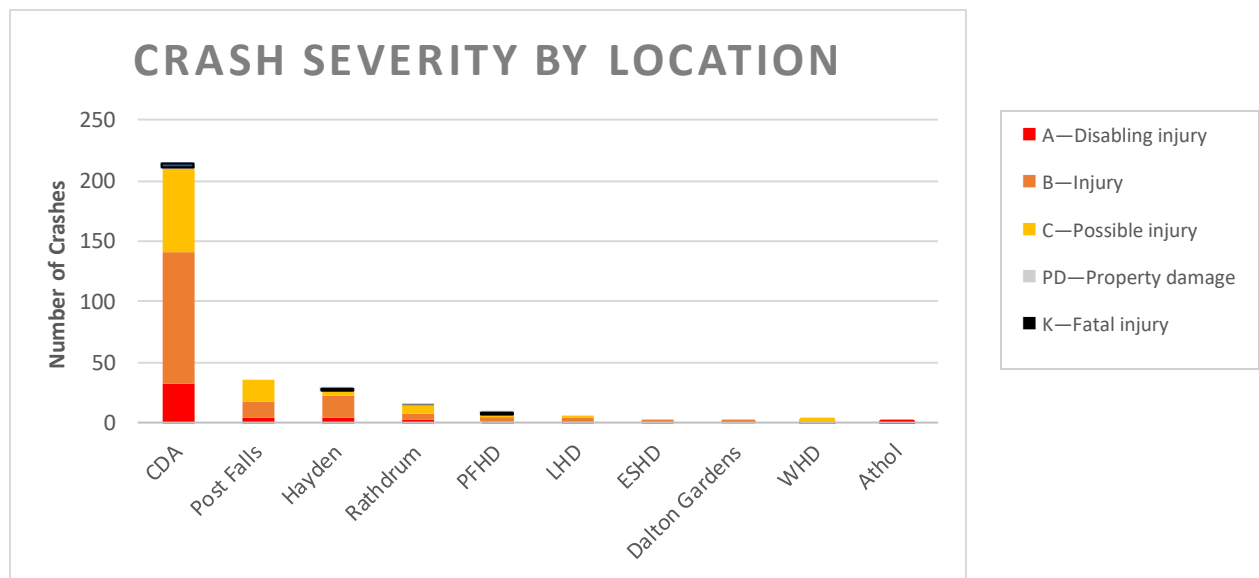 CRASH SEVERITY BY LOCATION
Number of Crashes
250
200
150
100
50
0
CDA
Post Falls
Hayden
Rathdrum
PFHD
LHD
ESHD
Dalton Gardens
WHD
Athol
A—Disabling injury
B—Injury
C—Possible injury
PD—Property damage
K—Fatal injury